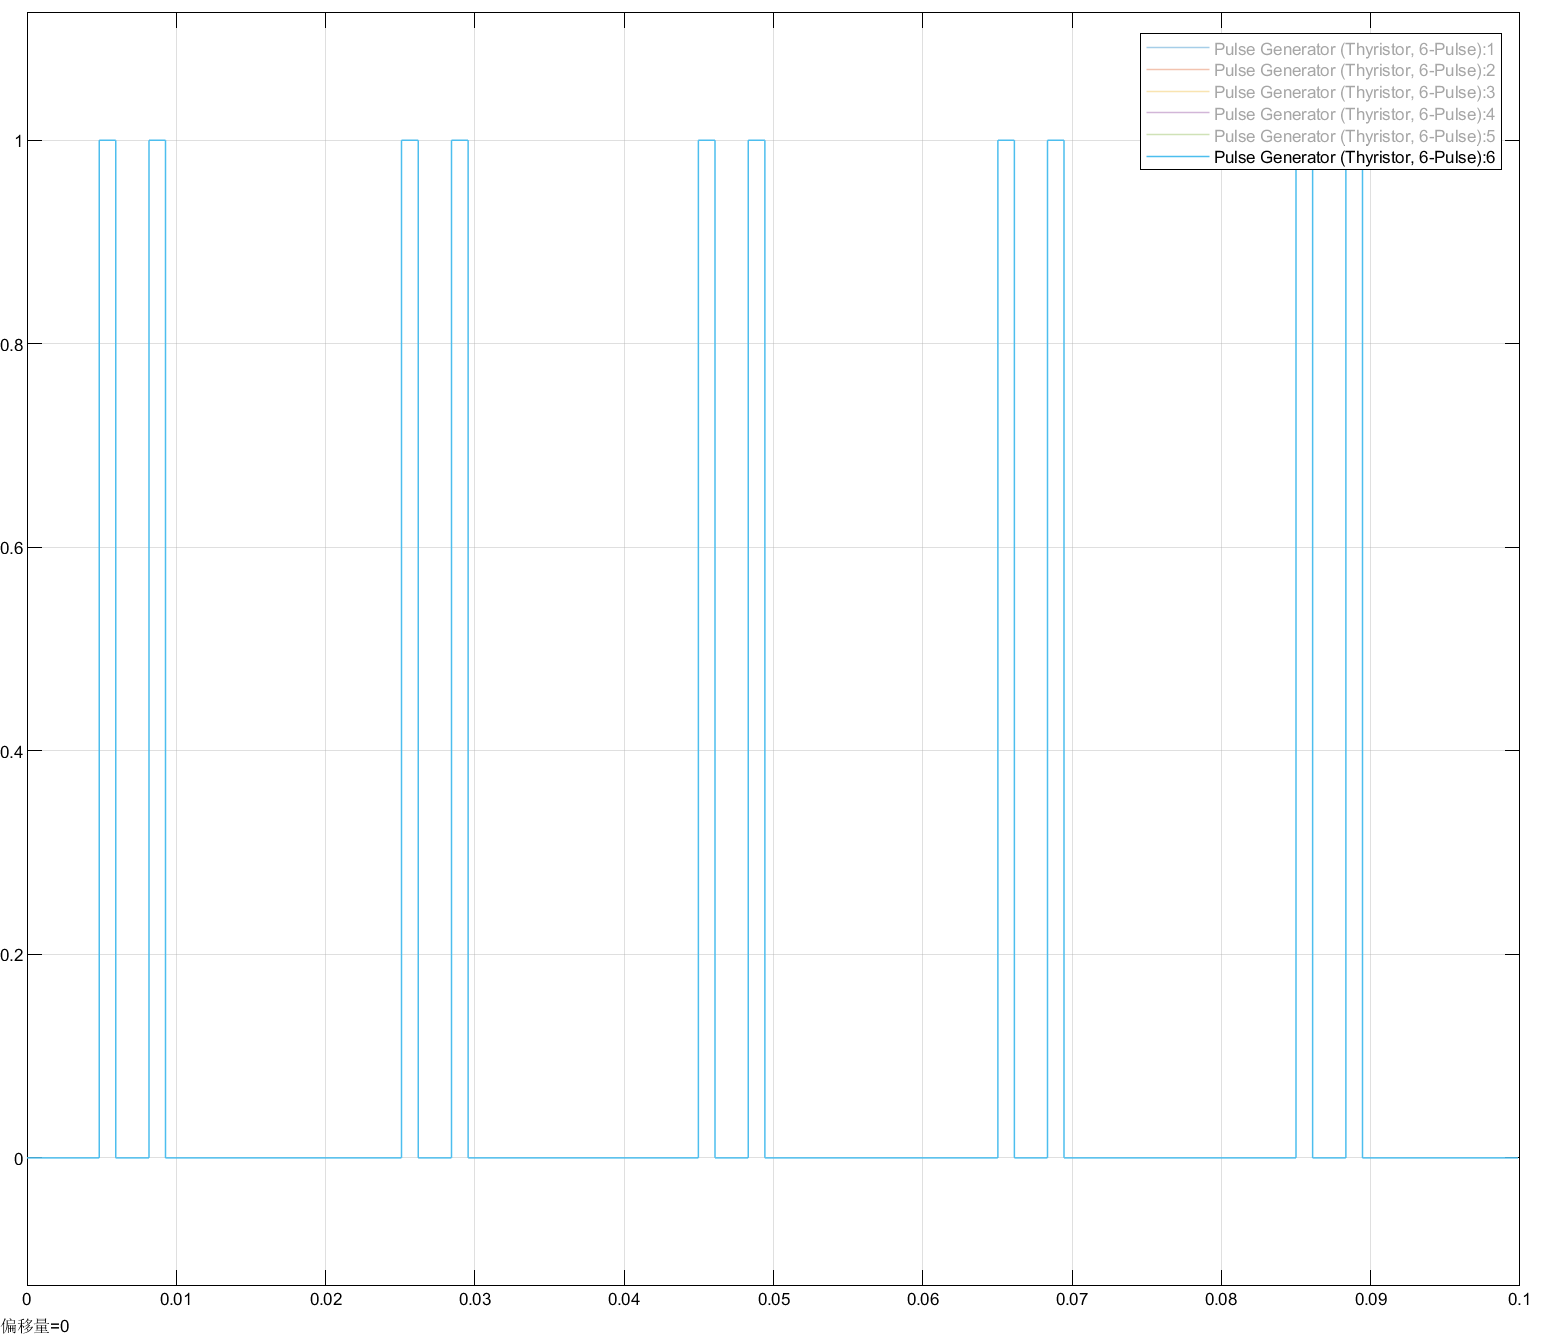 Pulse Generator (Thyristor, 6-Pulse):1
Pulse Generator (Thyristor, 6-Pulse):2
Pulse Generator (Thyristor, 6-Pulse):3
Pulse Generator (Thyristor, 6-Pulse):4
Pulse Generator (Thyristor, 6-Pulse):5
Pulse Generator (Thyristor, 6-Pulse):6
1
0.8
0.6
0.4
0.2
0
0 0.01 0.02 0.03 0.04 0.05 0.06 0.07 0.08 0.09 0.1
偏移量=0